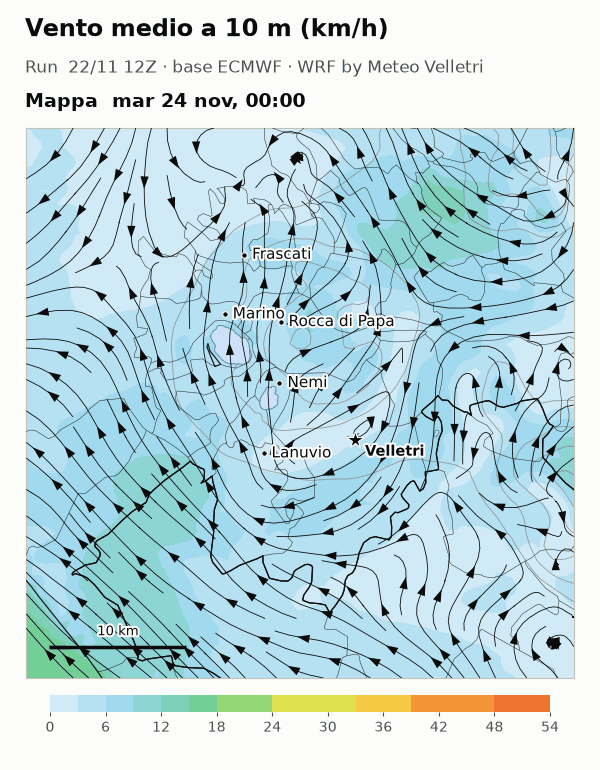 Vento medio a 10 m (km/h)
Run 22/11 12Z · base ECMWF · WRF by Meteo Velletri
Mappa mar 24 nov, 00:00
Frascati
Marino
Rocca di Papa
Nemi
Velletri
Lanuvio
10 km
0 6 12 18 24 30 36 42 48 54